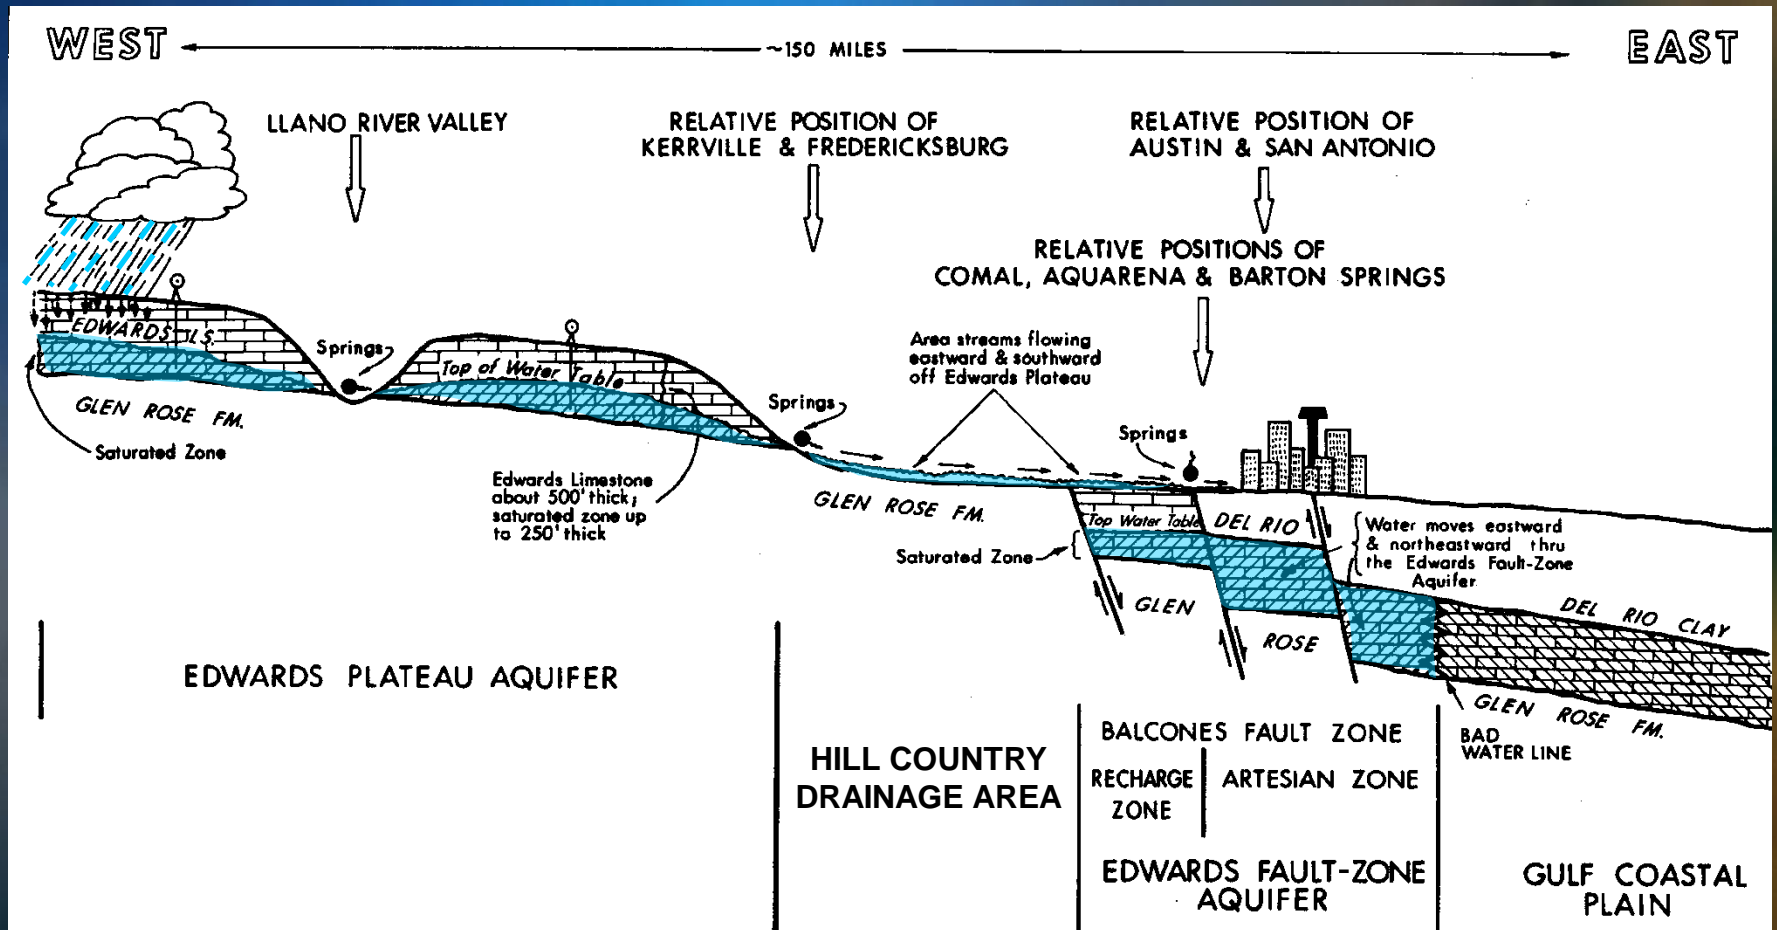 WEST
~150 MILES
EAST
LLANO RIVER VALLEY
RELATIVE POSITION OF
KERRVILLE & FREDERICKSBURG
RELATIVE POSITION OF
AUSTIN & SAN ANTONIO
RELATIVE POSITIONS OF
COMAL, AQUARENA & BARTON SPRINGS
EDWARDS LS.
Springs
Top of Water Table
GLEN ROSE FM.
Saturated Zone
Edwards Limestone
about 500' thick;
saturated zone up
to 250' thick
Springs
Area streams flowing
eastward & southward
off Edwards Plateau
Springs
GLEN ROSE FM.
Top Water Table
DEL RIO
Saturated Zone
Water moves eastward
& northeastward thru
the Edwards Fault-Zone
Aquifer.
GLEN
ROSE
DEL RIO CLAY
GLEN ROSE FM.
BAD
WATER LINE
EDWARDS PLATEAU AQUIFER
HILL COUNTRY
DRAINAGE AREA
BALCONES FAULT ZONE
RECHARGE
ZONE
ARTESIAN ZONE
EDWARDS FAULT-ZONE
AQUIFER
GULF COASTAL
PLAIN